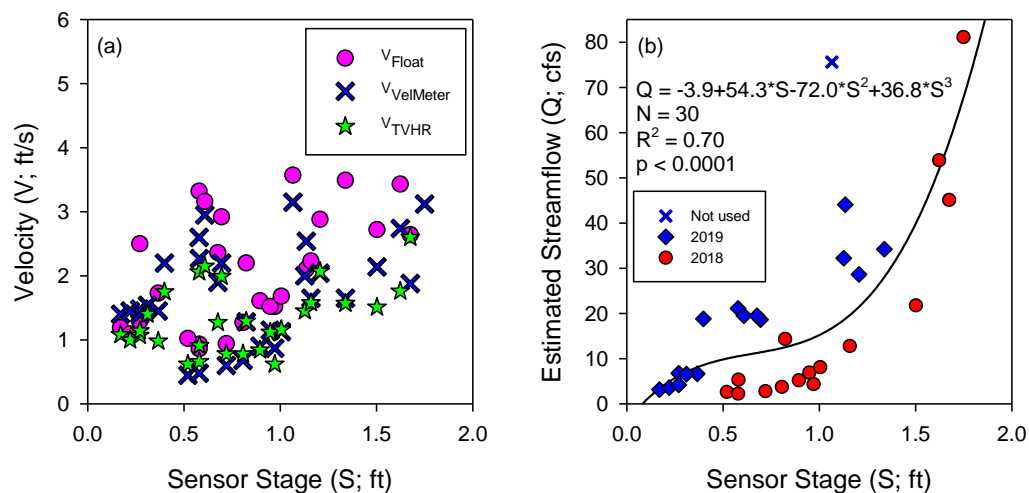 (a)
V_Float
V_VelMeter
V_TVHR
6
5
4
3
2
1
0
Velocity (V; ft/s)
0.0 0.5 1.0 1.5 2.0
Sensor Stage (S; ft)
(b)
Q = -3.9+54.3*S-72.0*S²+36.8*S³
N = 30
R² = 0.70
p < 0.0001
Not used
2019
2018
80
70
60
50
40
30
20
10
0
Estimated Streamflow (Q; cfs)
0.0 0.5 1.0 1.5 2.0
Sensor Stage (S; ft)